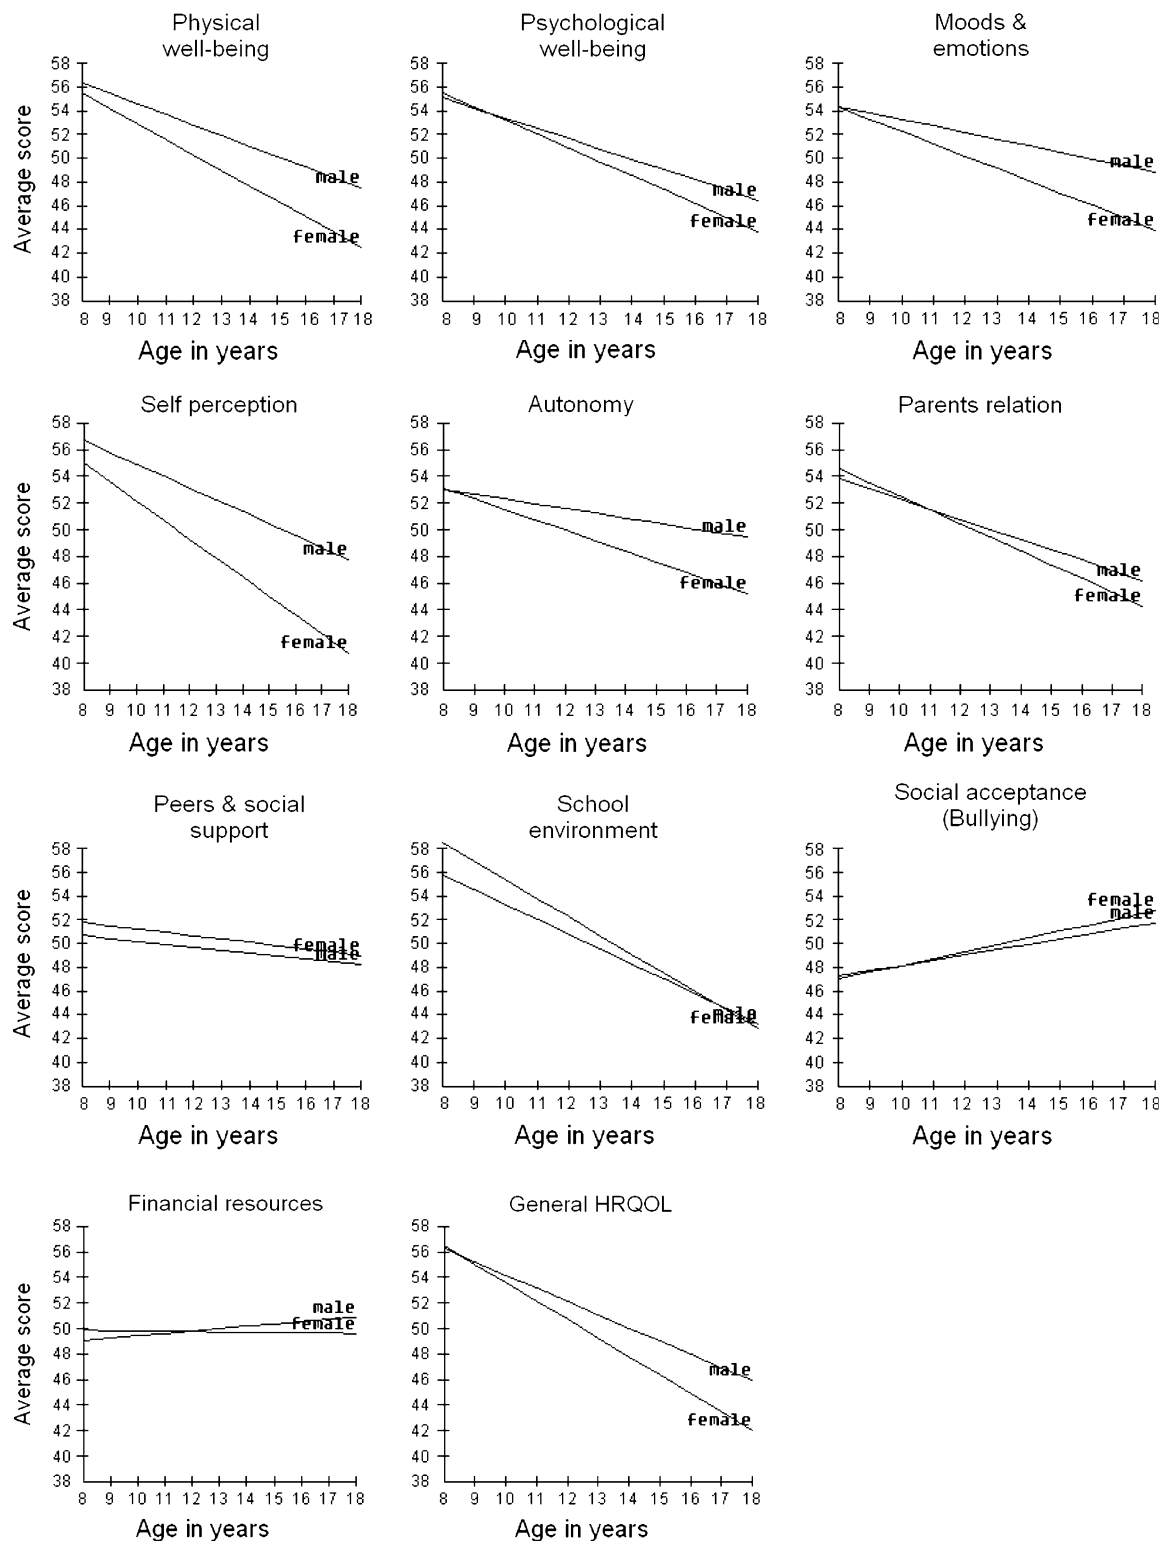 Physical
well-being
Psychological
well-being
Moods &
emotions
58
56
54
52
50
48
46
44
42
40
38
Average score
male
female
8 9 10 11 12 13 14 15 16 17 18
Age in years
58
56
54
52
50
48
46
44
42
40
38
male
female
8 9 10 11 12 13 14 15 16 17 18
Age in years
58
56
54
52
50
48
46
44
42
40
38
male
female
8 9 10 11 12 13 14 15 16 17 18
Age in years
Self perception
Autonomy
Parents relation
58
56
54
52
50
48
46
44
42
40
38
Average score
male
female
8 9 10 11 12 13 14 15 16 17 18
Age in years
58
56
54
52
50
48
46
44
42
40
38
male
female
8 9 10 11 12 13 14 15 16 17 18
Age in years
58
56
54
52
50
48
46
44
42
40
38
male
female
8 9 10 11 12 13 14 15 16 17 18
Age in years
Peers & social
support
School
environment
Social acceptance
(Bullying)
58
56
54
52
50
48
46
44
42
40
38
Average score
female
male
8 9 10 11 12 13 14 15 16 17 18
Age in years
58
56
54
52
50
48
46
44
42
40
38
male
female
8 9 10 11 12 13 14 15 16 17 18
Age in years
58
56
54
52
50
48
46
44
42
40
38
female
male
8 9 10 11 12 13 14 15 16 17 18
Age in years
Financial resources
General HRQOL
58
56
54
52
50
48
46
44
42
40
38
Average score
male
female
8 9 10 11 12 13 14 15 16 17 18
Age in years
58
56
54
52
50
48
46
44
42
40
38
male
female
8 9 10 11 12 13 14 15 16 17 18
Age in years